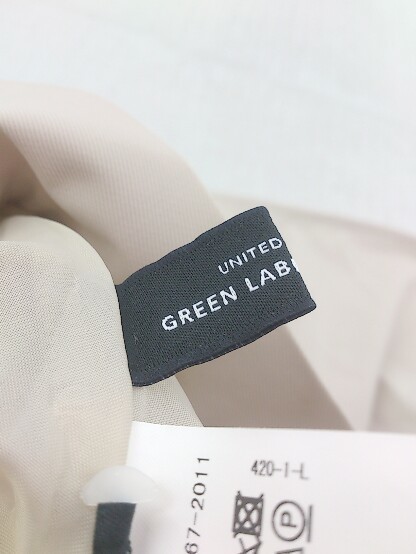 UNITED
GREEN LAB
420-1-L
67-2011
P